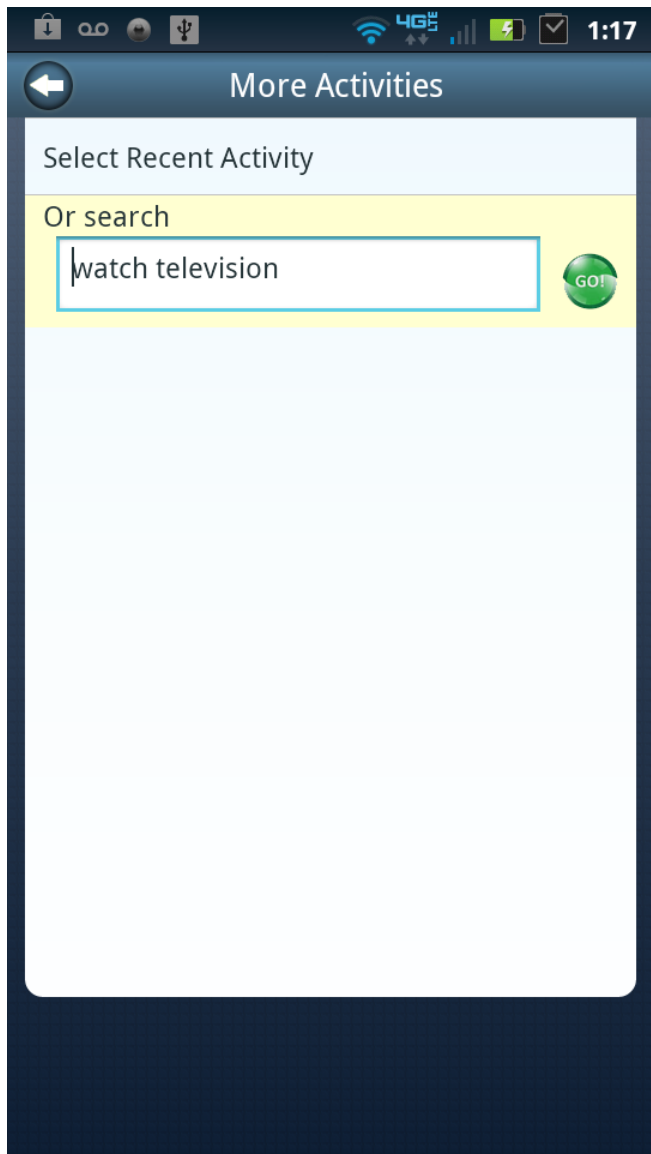 4G LTE
1:17
More Activities
Select Recent Activity
Or search
watch television
GO!